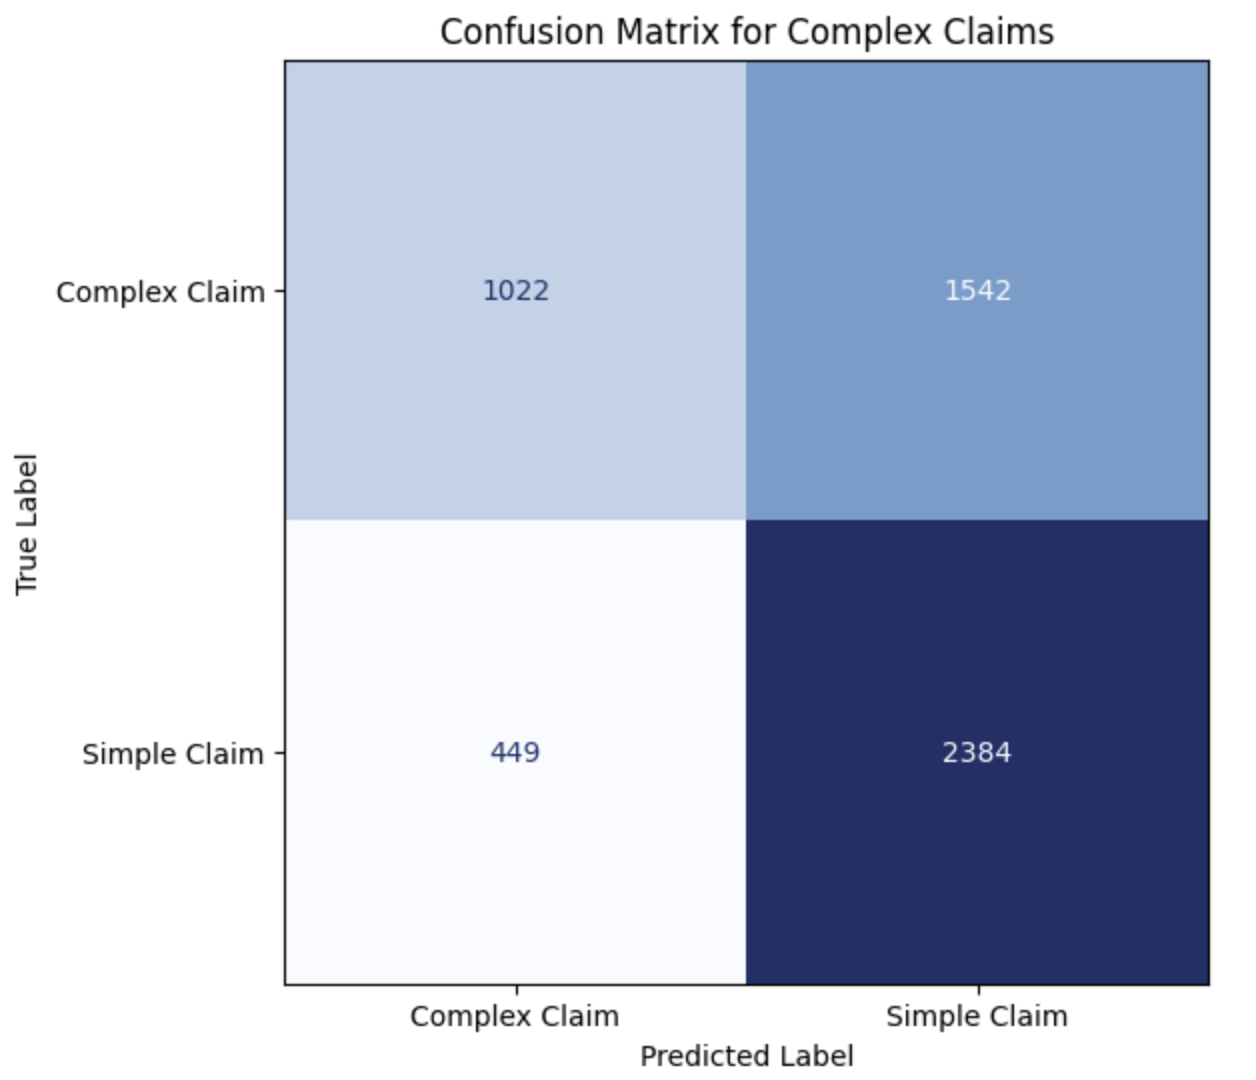 Confusion Matrix for Complex Claims
Complex Claim
1022
1542
True Label
Simple Claim
449
2384
Complex Claim
Simple Claim
Predicted Label